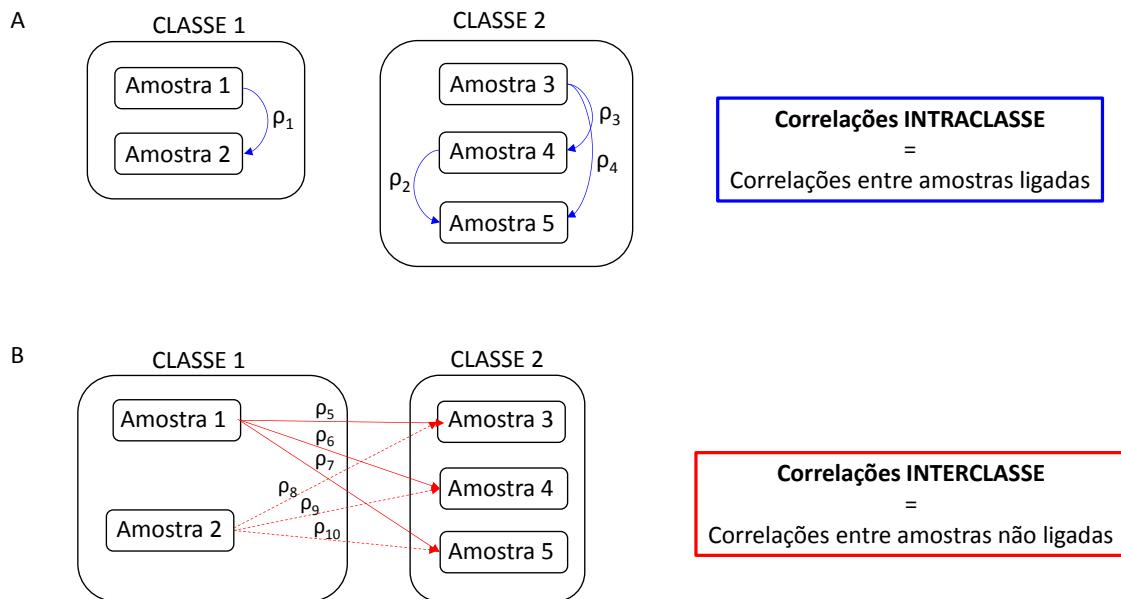 A
CLASSE 1
CLASSE 2
Amostra 1
Amostra 2
ρ1
Amostra 3
Amostra 4
Amostra 5
ρ2
ρ3
ρ4
Correlações INTRACLASSE
=
Correlações entre amostras ligadas
B
CLASSE 1
CLASSE 2
Amostra 1
Amostra 2
ρ5
ρ6
ρ7
ρ8
ρ9
ρ10
Amostra 3
Amostra 4
Amostra 5
Correlações INTERCLASSE
=
Correlações entre amostras não ligadas